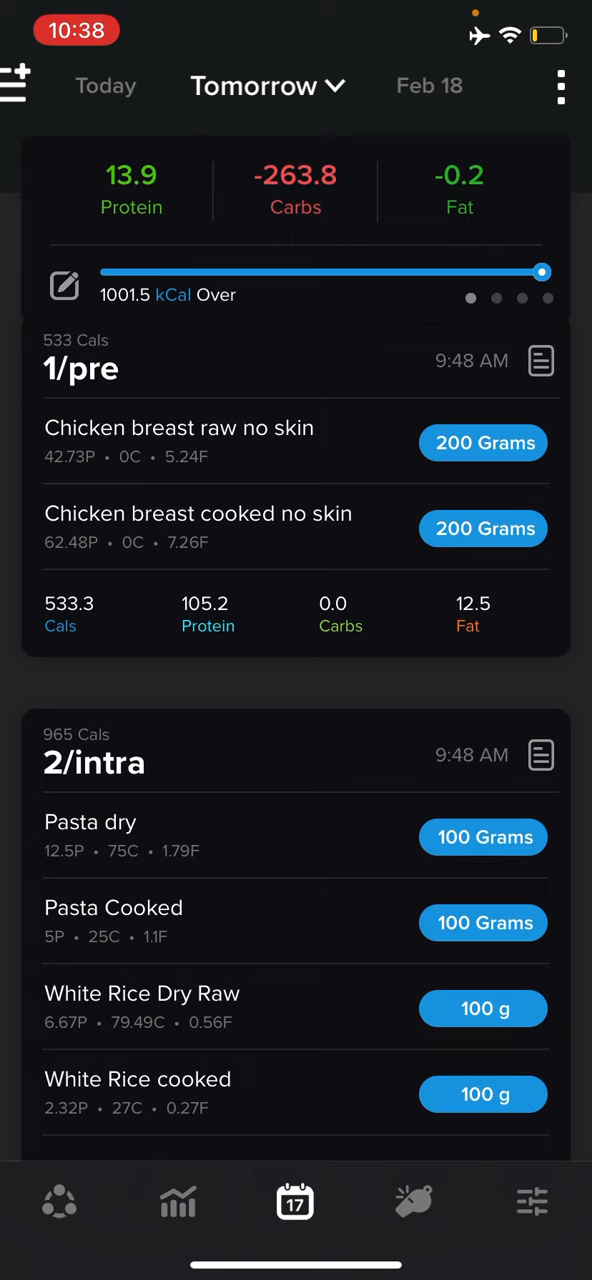 10:38
Today Tomorrow Feb 18
13.9 -263.8 -0.2
Protein Carbs Fat
1001.5 kCal Over
533 Cals
1/pre 9:48 AM
Chicken breast raw no skin 200 Grams
42.73P • 0C • 5.24F
Chicken breast cooked no skin 200 Grams
62.48P • 0C • 7.26F
533.3 105.2 0.0 12.5
Cals Protein Carbs Fat
965 Cals
2/intra 9:48 AM
Pasta dry 100 Grams
12.5P • 75C • 1.79F
Pasta Cooked 100 Grams
5P • 25C • 1.1F
White Rice Dry Raw 100 g
6.67P • 79.49C • 0.56F
White Rice cooked 100 g
2.32P • 27C • 0.27F
17